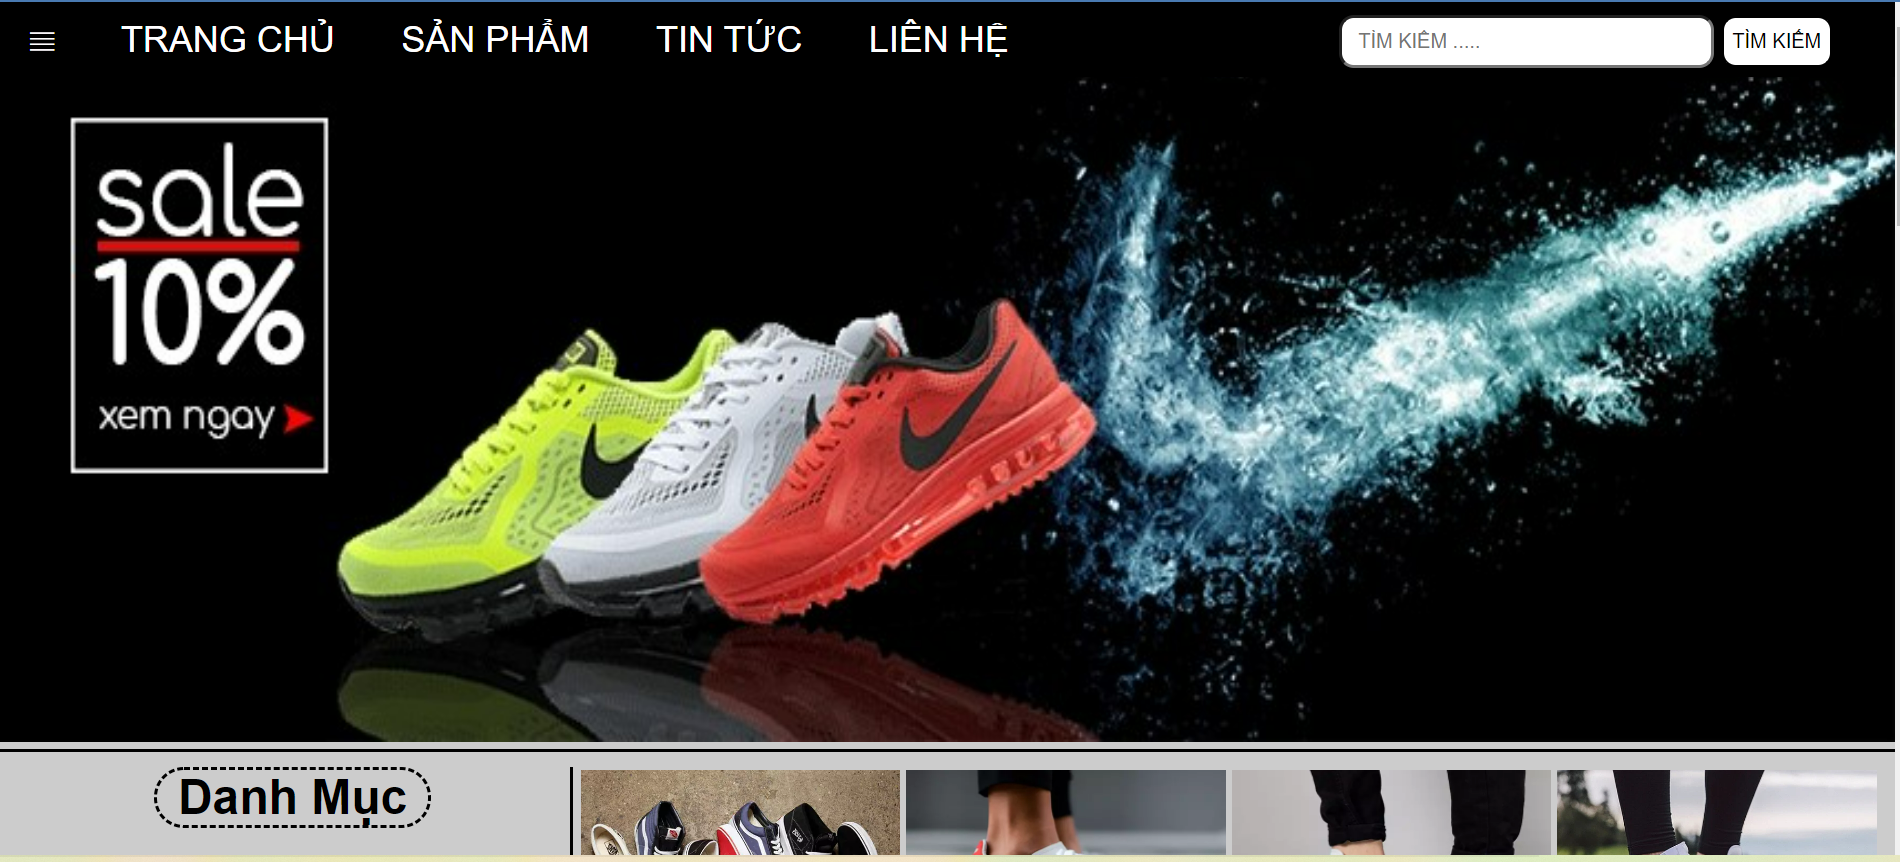 TRANG CHỦ SẢN PHẨM TIN TỨC LIÊN HỆ TÌM KIẾM ..... TÌM KIẾM
sale
10%
xem ngay
Danh Mục